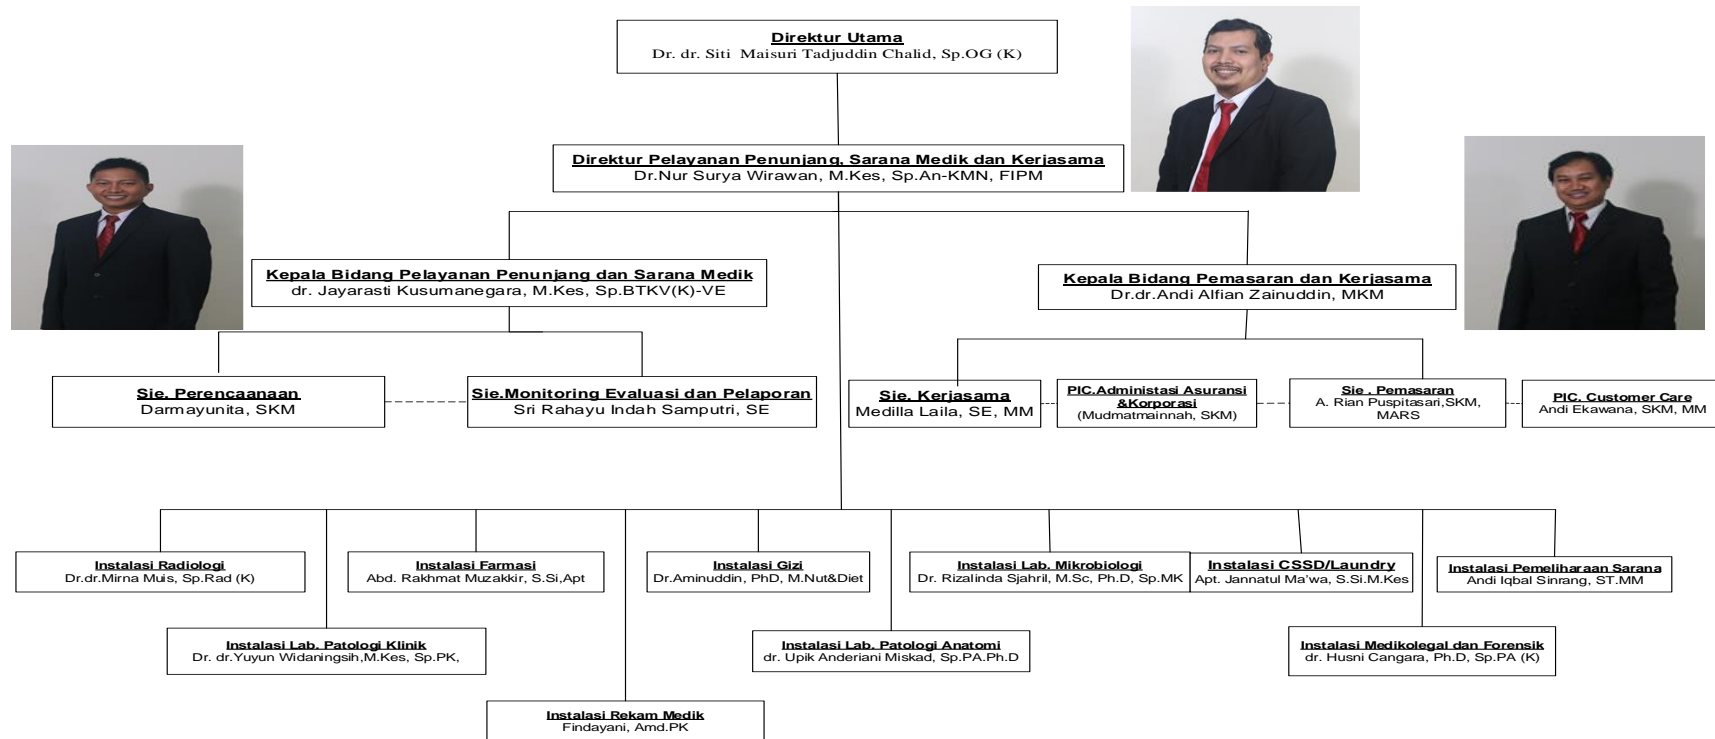 Direktur Utama
Dr. dr. Siti Maisuri Tadjuddin Chalid, Sp.OG (K)
Direktur Pelayanan Penunjang, Sarana Medik dan Kerjasama
Dr.Nur Surya Wirawan, M.Kes, Sp.An-KMN, FIPM
Kepala Bidang Pelayanan Penunjang dan Sarana Medik
dr. Jayarasti Kusumanegara, M.Kes, Sp.BTKV(K)-VE
Kepala Bidang Pemasaran dan Kerjasama
Dr.dr.Andi Alfian Zainuddin, MKM
Sie. Perencaanaan
Darmayunita, SKM
Sie.Monitoring Evaluasi dan Pelaporan
Sri Rahayu Indah Samputri, SE
Sie. Kerjasama
Medilla Laila, SE, MM
PIC.Administasi Asuransi
&Korporasi
(Mudmatmainnah, SKM)
Sie . Pemasaran
A. Rian Puspitasari,SKM,
MARS
PIC. Customer Care
Andi Ekawana, SKM, MM
Instalasi Radiologi
Dr.dr.Mirna Muis, Sp.Rad (K)
Instalasi Farmasi
Abd. Rakhmat Muzakkir, S.Si,Apt
Instalasi Gizi
Dr.Aminuddin, PhD, M.Nut&Diet
Instalasi Lab. Mikrobiologi
Dr. Rizalinda Sjahril, M.Sc, Ph.D, Sp.MK
Instalasi CSSD/Laundry
Apt. Jannatul Ma'wa, S.Si.M.Kes
Instalasi Pemeliharaan Sarana
Andi Iqbal Sinrang, ST.MM
Instalasi Lab. Patologi Klinik
Dr. dr.Yuyun Widaningsih,M.Kes, Sp.PK,
Instalasi Lab. Patologi Anatomi
dr. Upik Anderiani Miskad, Sp.PA.Ph.D
Instalasi Medikolegal dan Forensik
dr. Husni Cangara, Ph.D, Sp.PA (K)
Instalasi Rekam Medik
Findayani, Amd.PK